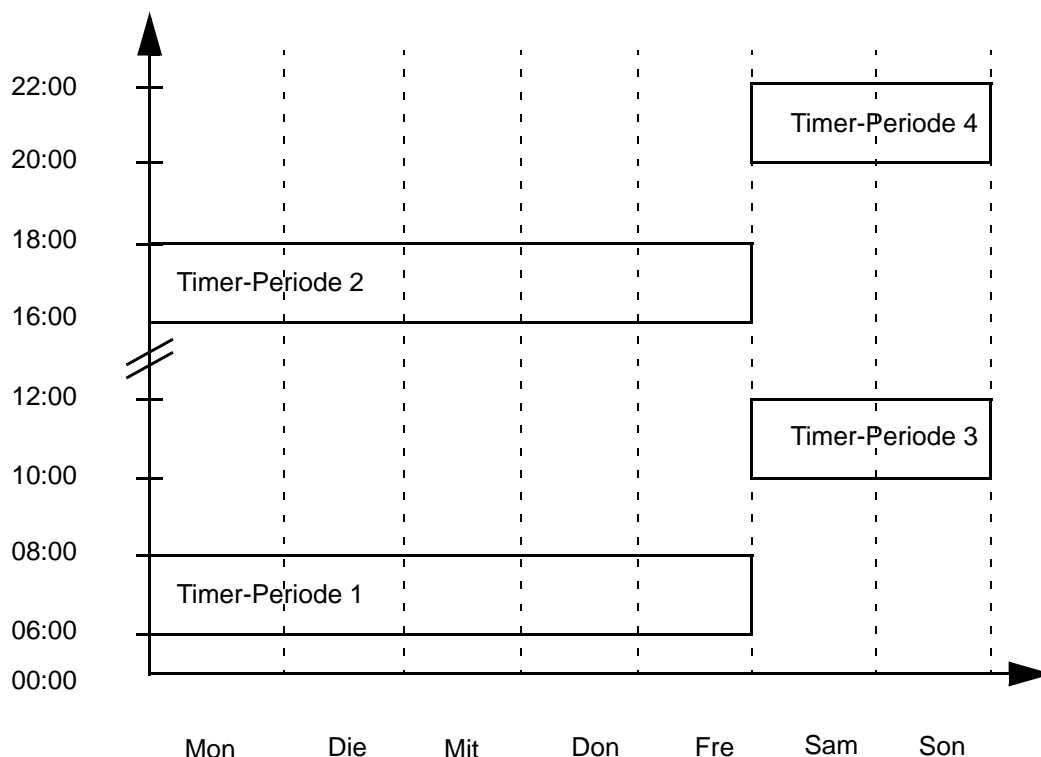 22:00
Timer-Periode 4
20:00
18:00
Timer-Periode 2
16:00
12:00
Timer-Periode 3
10:00
08:00
Timer-Periode 1
06:00
00:00
Mon Die Mit Don Fre Sam Son